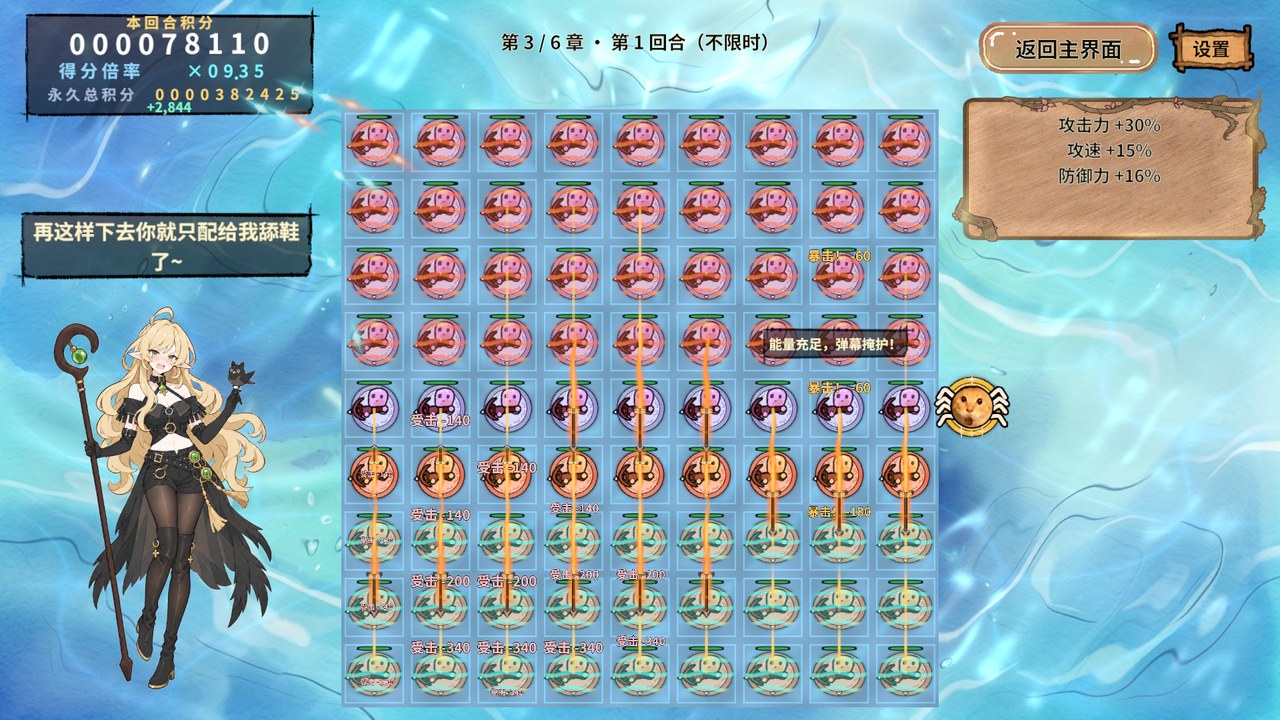 本回合积分
000078110
得分倍率 ×09.35
永久总积分 0000382425
+2,844
第 3 / 6 章 · 第 1 回合（不限时）
返回主界面
设置
攻击力 +30%
攻速 +15%
防御力 +16%
再这样下去你就只配给我舔鞋
了~
暴击! -60
能量充足，弹幕掩护!
暴击! -60
受击 -140
受击 -140
受击 -140
受击 -140
暴击! -180
受击 -200
受击 -200
受击 -200
受击 -200
受击 -340
受击 -340
受击 -340
受击 -340